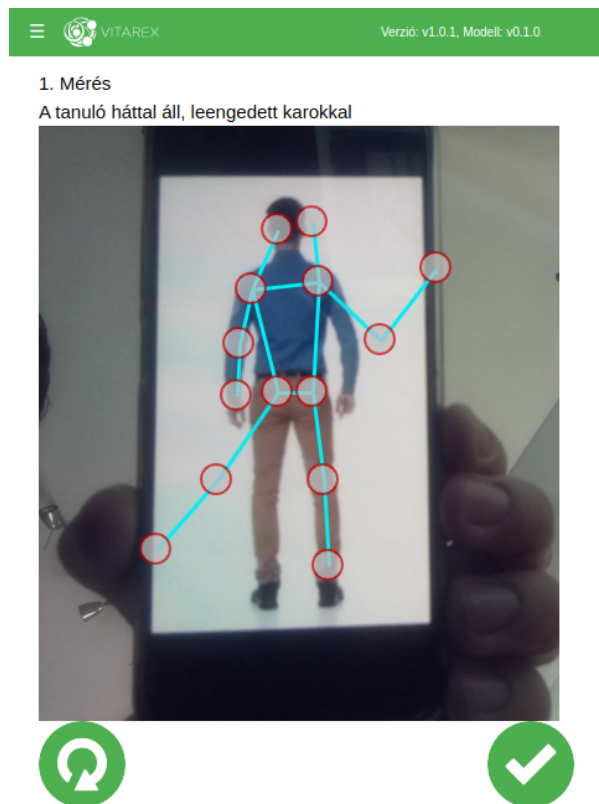 VITAREX
Verzió: v1.0.1, Modell: v0.1.0
1. Mérés
A tanuló háttal áll, leengedett karokkal